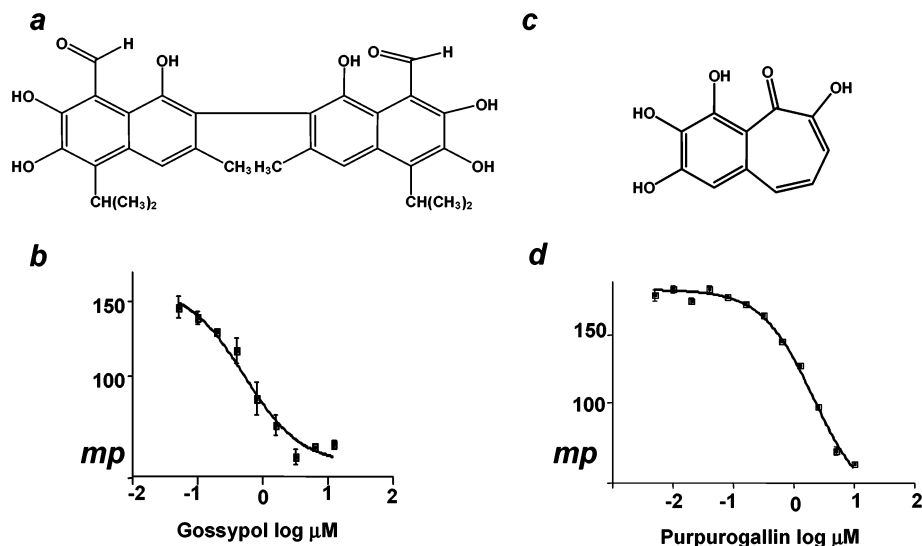 a
c
O
H
OH
OH
O
H
HO
HO
CH₃
CH(CH₃)₂
H₃C
OH
OH
CH(CH₃)₂
OH
O
OH
HO
HO
b
150
100
mp
-2
-1
0
1
2
Gossypol log µM
d
150
100
mp
-2
-1
0
1
2
Purpurogallin log µM